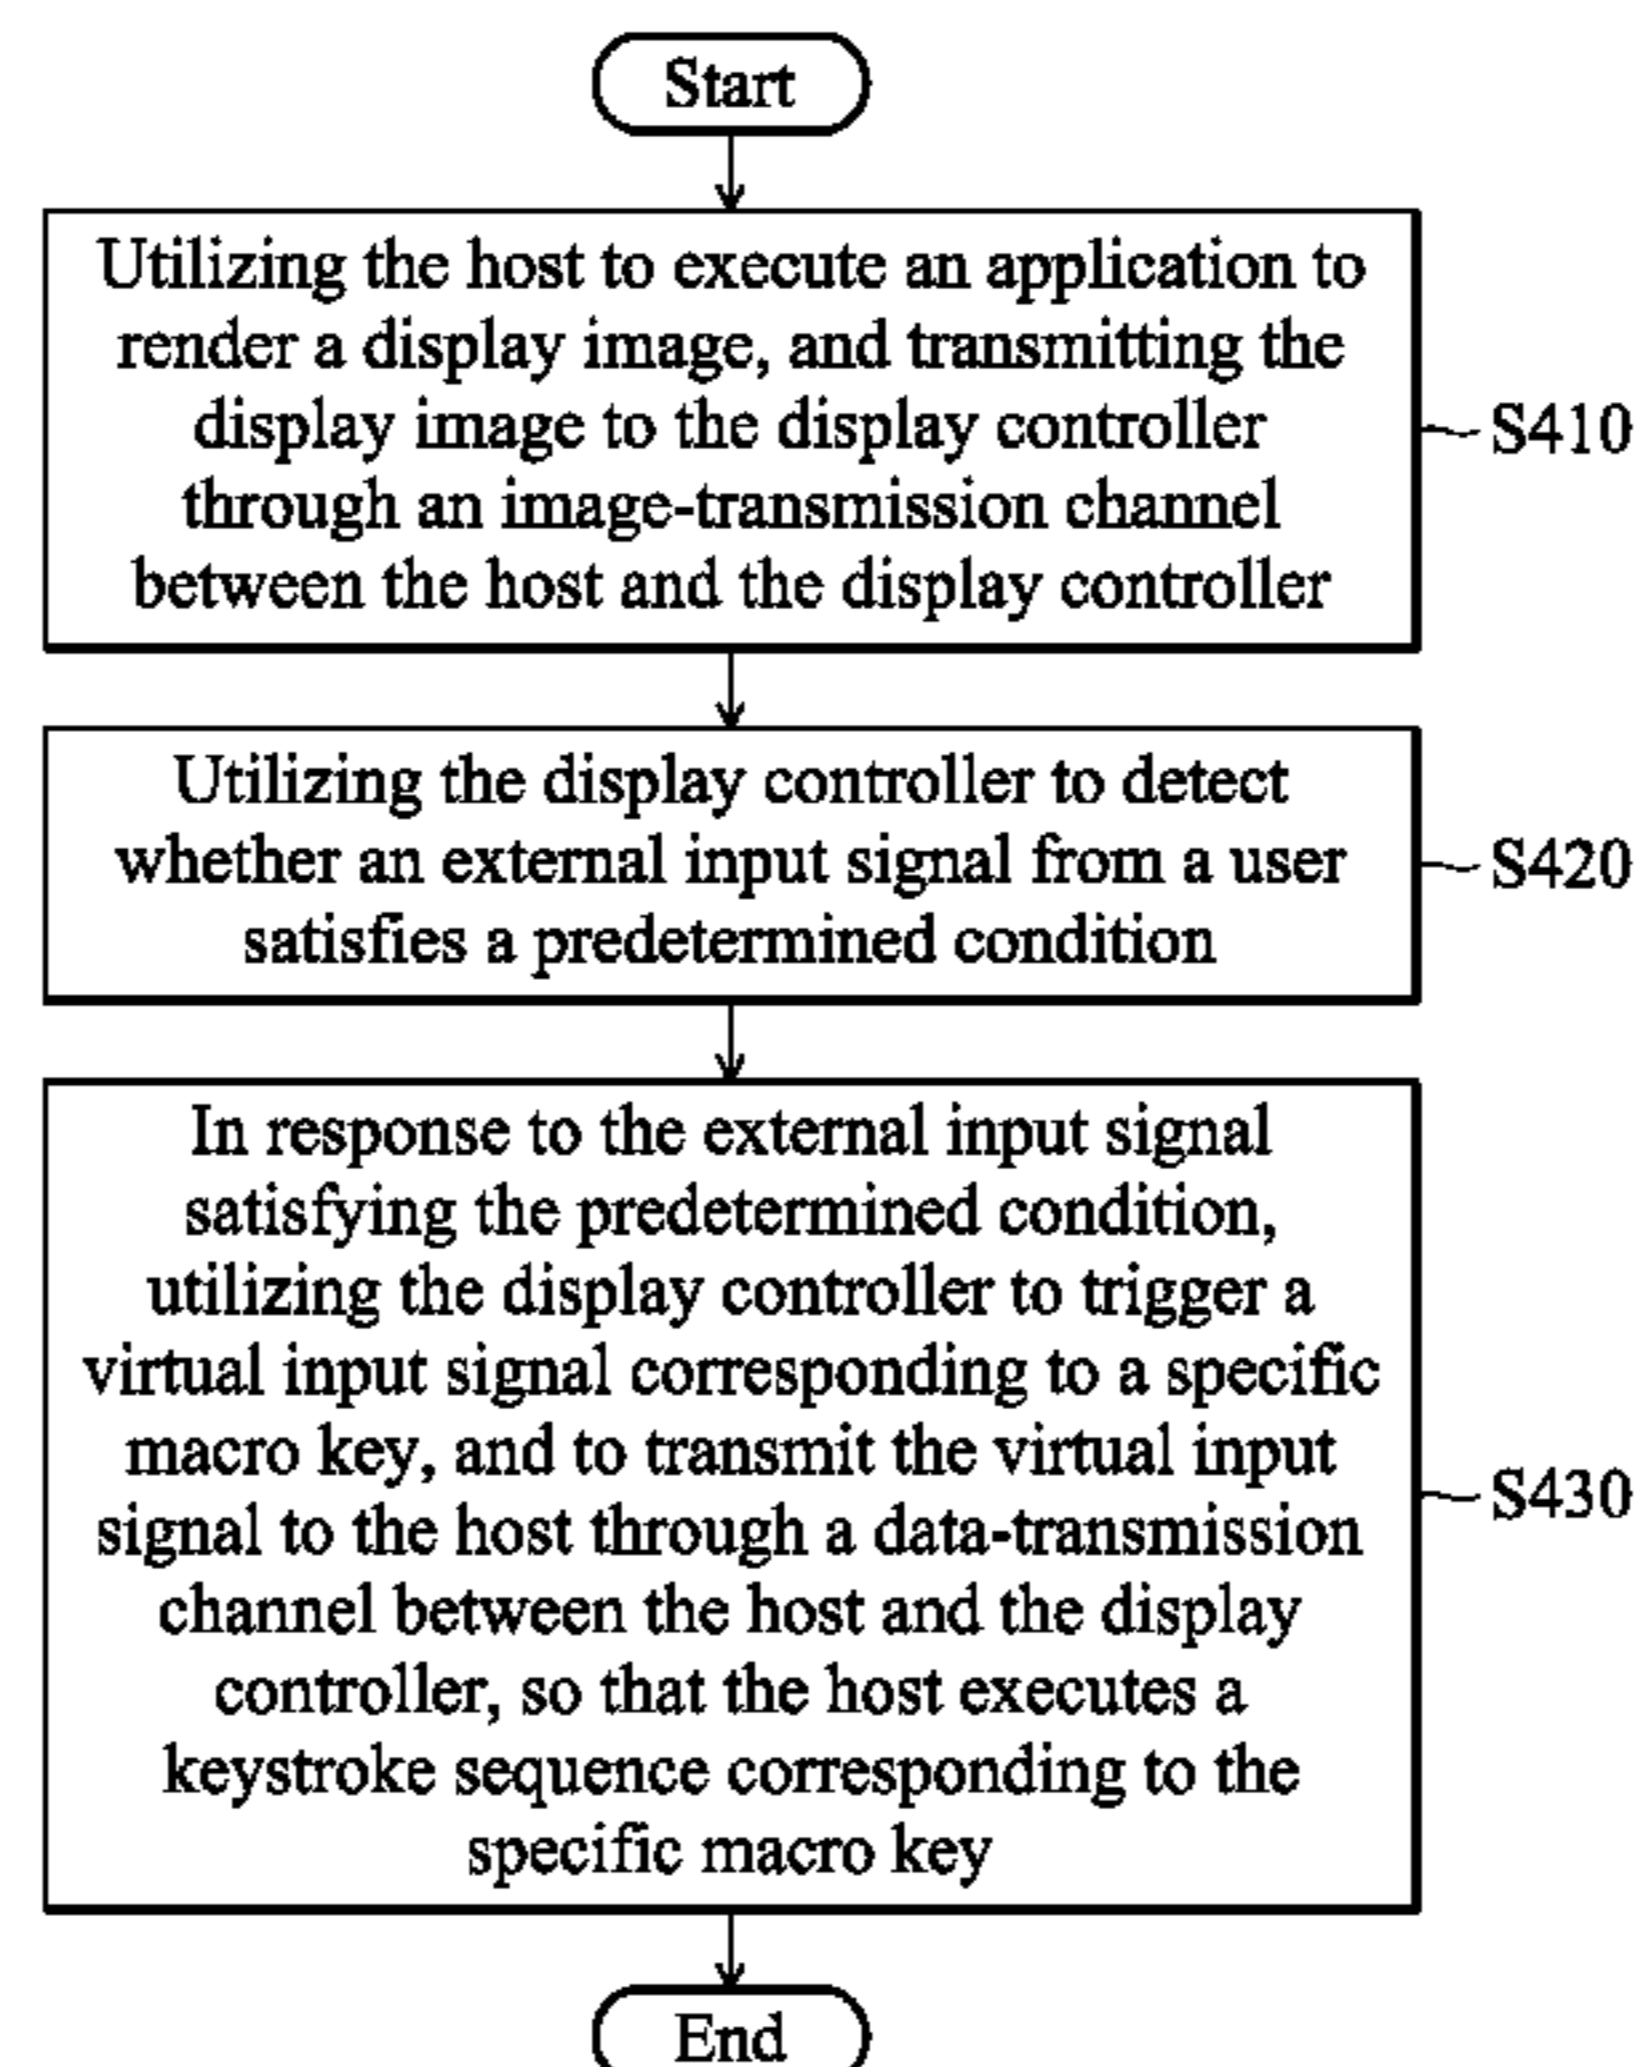 Start
Utilizing the host to execute an application to
render a display image, and transmitting the
display image to the display controller
through an image-transmission channel
between the host and the display controller
S410
Utilizing the display controller to detect
whether an external input signal from a user
satisfies a predetermined condition
S420
In response to the external input signal
satisfying the predetermined condition,
utilizing the display controller to trigger a
virtual input signal corresponding to a specific
macro key, and to transmit the virtual input
signal to the host through a data-transmission
channel between the host and the display
controller, so that the host executes a
keystroke sequence corresponding to the
specific macro key
S430
End